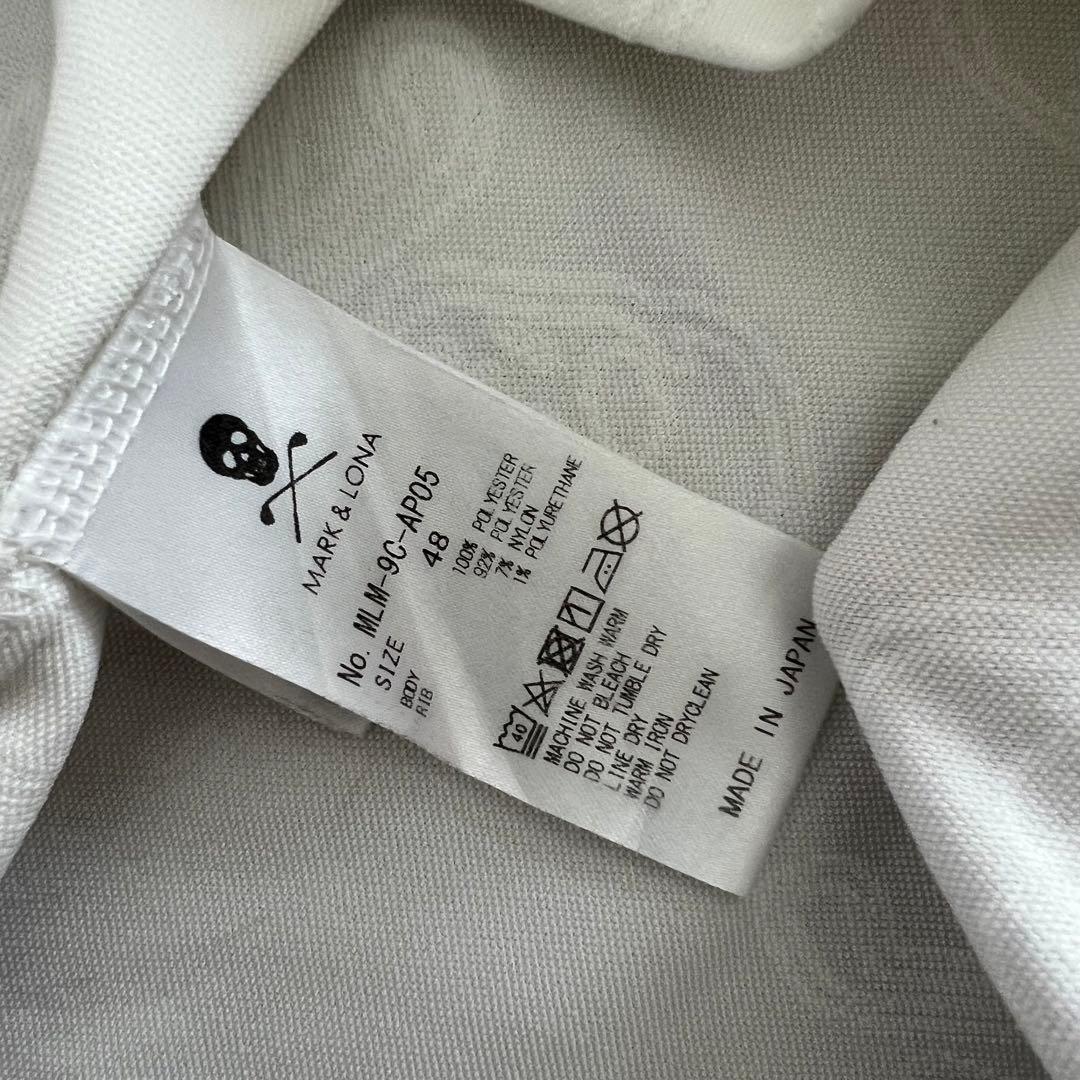 MARK & LONA
No. MLM-9C-AP05
SIZE 48
BODY 100% POLYESTER
RIB 92% POLYESTER
7% NYLON
1% POLYURETHANE
40
MACHINE WASH WARM
DO NOT BLEACH
DO NOT TUMBLE DRY
LINE DRY
WARM IRON
DO NOT DRYCLEAN
MADE IN JAPAN